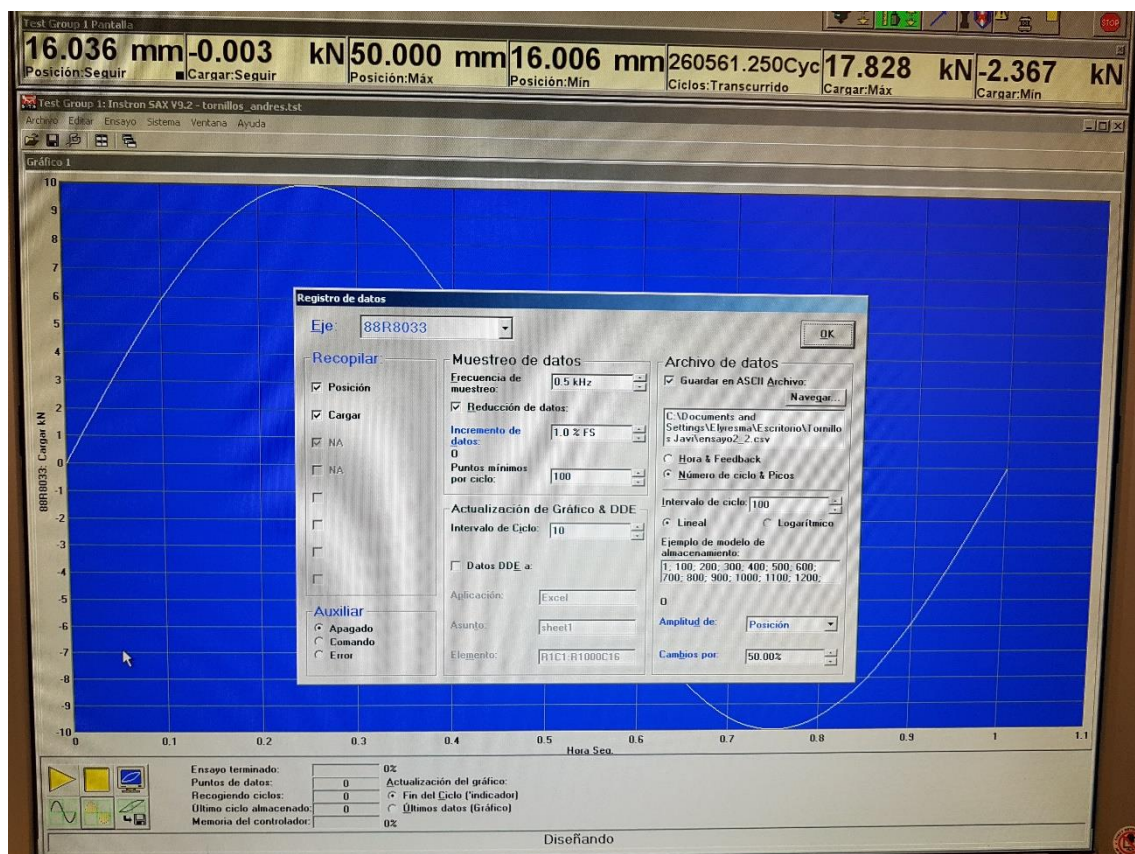 Test Group 1 Pantalla
STOP
16.036 mm -0.003 kN 50.000 mm 16.006 mm 260561.250Cyc 17.828 kN -2.367 kN
Posición:Seguir Cargar:Seguir Posición:Máx Posición:Mín Ciclos:Transcurrido Cargar:Máx Cargar:Mín
Test Group 1: Instron SAX V9.2 - tornillos_andres.tst
Archivo Editar Ensayo Sistema Ventana Ayuda
Gráfico 1
10
9
8
7
6
5
4
3
2
1
0
-1
-2
-3
-4
-5
-6
-7
-8
-9
-10
88R8033: Cargar kN
0 0.1 0.2 0.3 0.4 0.5 0.6 0.7 0.8 0.9 1 1.1
Hora Seg.
Registro de datos
Eje: 88R8033
OK
Recopilar
Posición
Cargar
NA
NA
Auxiliar
Apagado
Comando
Error
Muestreo de datos
Frecuencia de
muestreo: 0.5 kHz
Reducción de datos:
Incremento de
datos: 1.0 % FS
0
Puntos mínimos
por ciclo: 100
Actualización de Gráfico & DDE
Intervalo de Ciclo: 10
Datos DDE a:
Aplicación: Excel
Asunto: sheet1
Elemento: R1C1:R1000C16
Archivo de datos
Guardar en ASCII Archivo:
Navegar...
C:\Documents and
Settings\Elyresma\Escritorio\Tornillo
s Javi\ensayo2_2.csv
Hora & Feedback
Número de ciclo & Picos
Intervalo de ciclo: 100
Lineal Logarítmico
Ejemplo de modelo de
almacenamiento:
1; 100; 200; 300; 400; 500; 600;
700; 800; 900; 1000; 1100; 1200;
0
Amplitud de: Posición
Cambios por: 50.00%
Ensayo terminado: 0%
Puntos de datos: 0
Recogiendo ciclos: 0
Último ciclo almacenado: 0
Memoria del controlador: 0%
Actualización del gráfico:
Fin del Ciclo ('indicador)
Últimos datos (Gráfico)
Diseñando